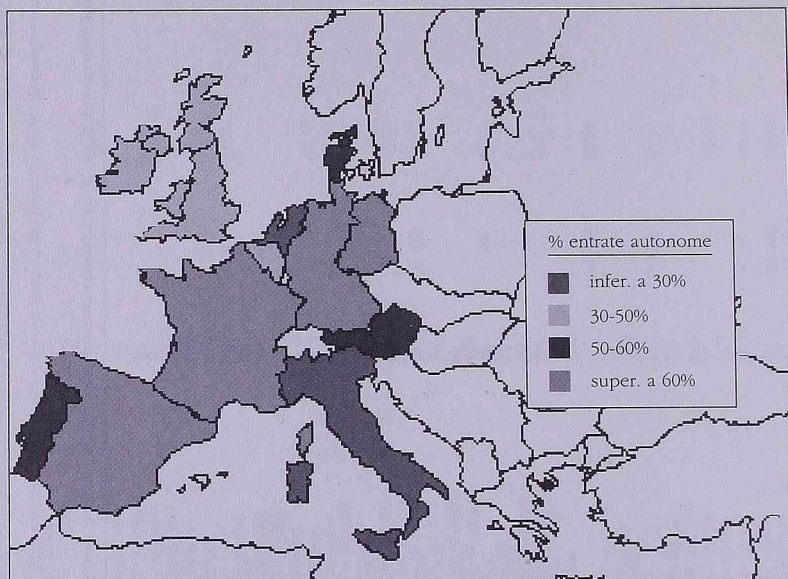 % entrate autonome
infer. a 30%
30-50%
50-60%
super. a 60%